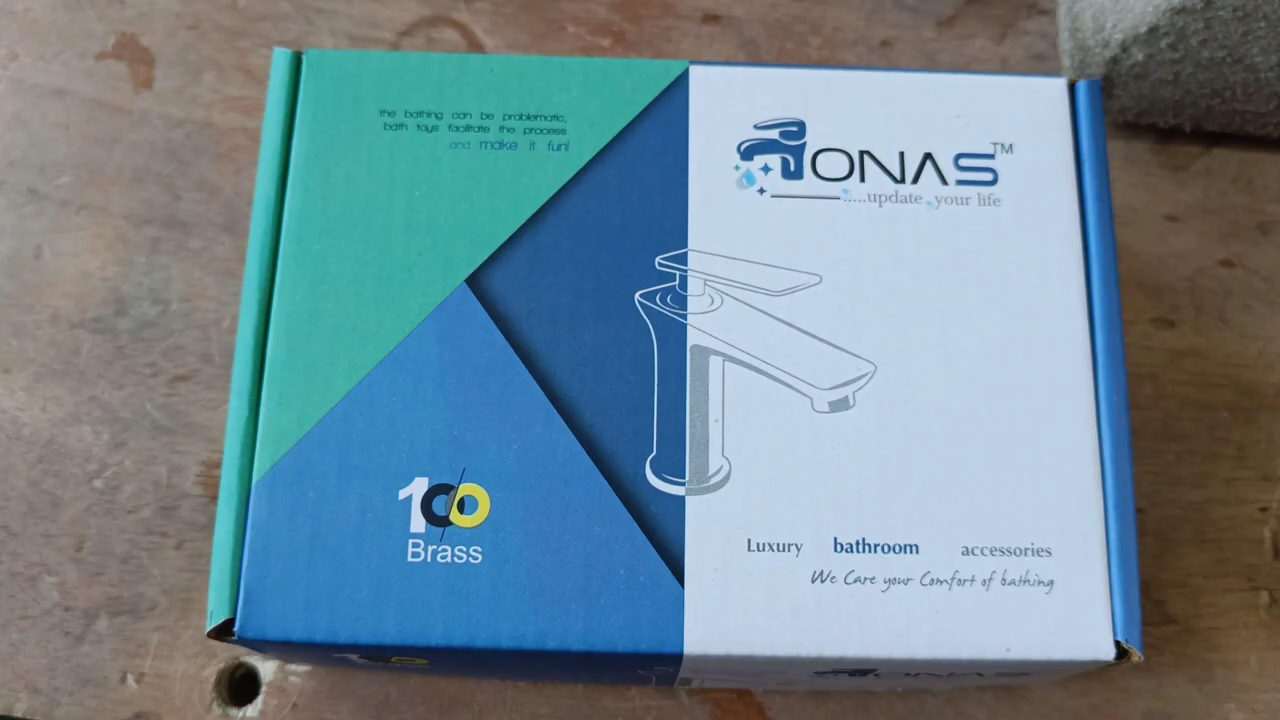 the bathing can be problematic,
bath toys facilitate the process
and make it fun!
JONAS™
.....update your life
100
Brass
Luxury bathroom accessories
We Care your Comfort of bathing